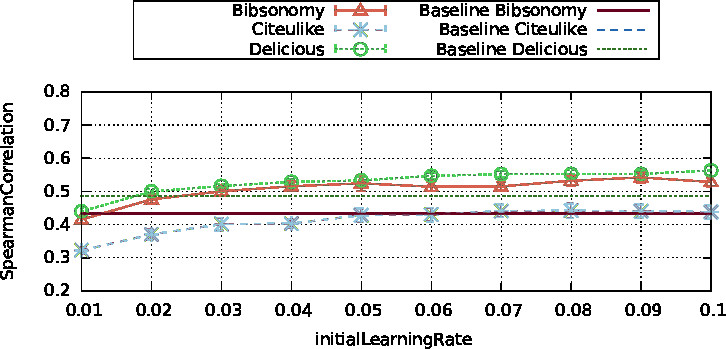 Bibsonomy Baseline Bibsonomy
Citeulike Baseline Citeulike
Delicious Baseline Delicious
0.8
0.7
0.6
0.5
0.4
0.3
0.2
SpearmanCorrelation
0.01 0.02 0.03 0.04 0.05 0.06 0.07 0.08 0.09 0.1
initialLearningRate